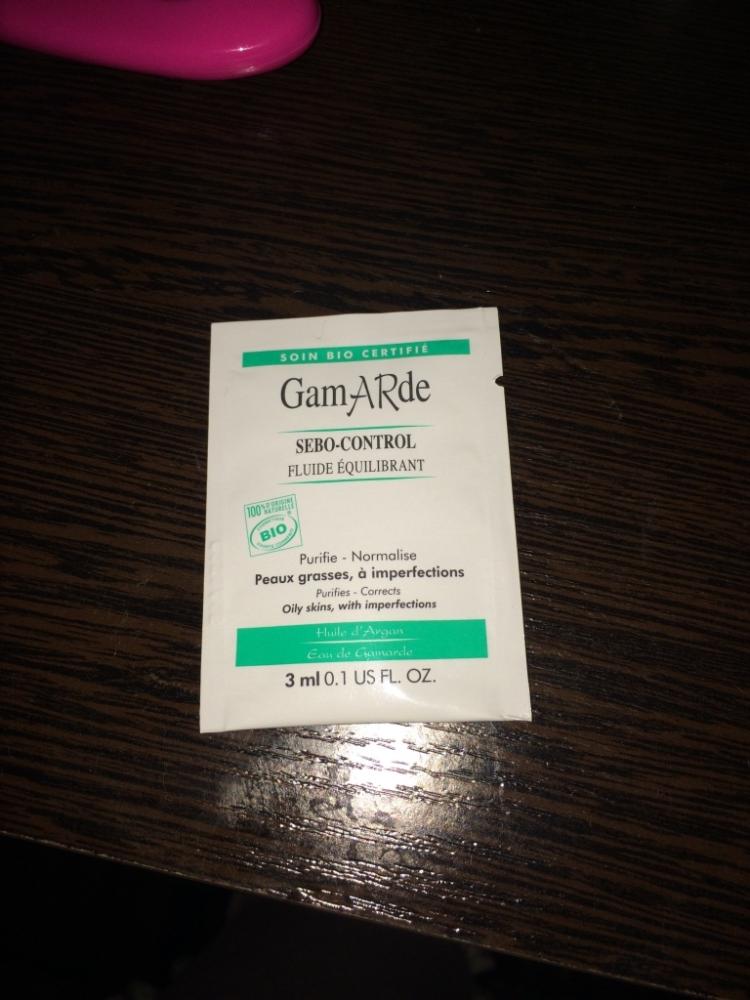 SOIN BIO CERTIFIÉ
GamARde
SEBO-CONTROL
FLUIDE ÉQUILIBRANT
100% D'ORIGINE
NATURELLE
BIO
Purifie - Normalise
Peaux grasses, à imperfections
Purifies - Corrects
Oily skins, with imperfections
Huile d'Argan
Eau de Gamarde
3 ml 0.1 US FL. OZ.